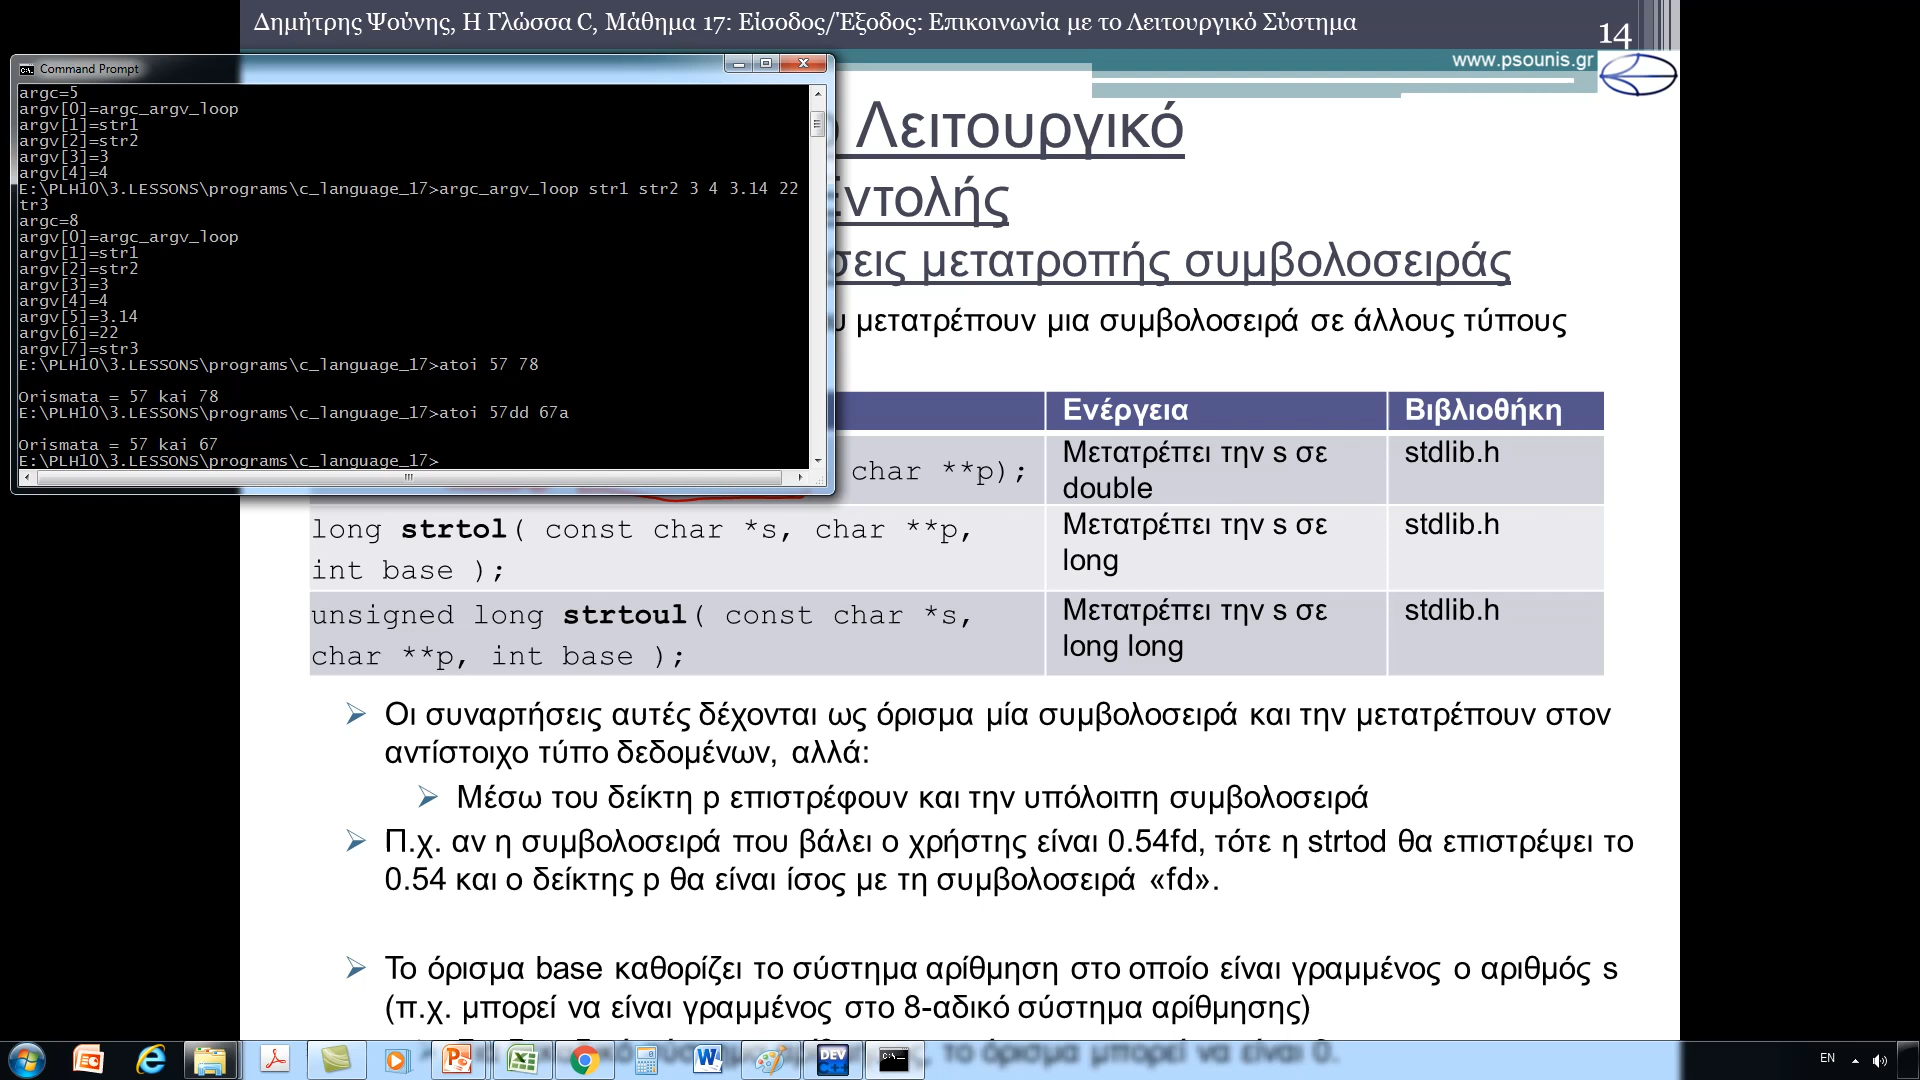 Δημήτρης Ψούνης, Η Γλώσσα C, Μάθημα 17: Είσοδος/Έξοδος: Επικοινωνία με το Λειτουργικό Σύστημα
14
www.psounis.gr
Command Prompt
argc=5
argv[0]=argc_argv_loop
argv[1]=str1
argv[2]=str2
argv[3]=3
argv[4]=4
E:\PLH10\3.LESSONS\programs\c_language_17>argc_argv_loop str1 str2 3 4 3.14 22
tr3
argc=8
argv[0]=argc_argv_loop
argv[1]=str1
argv[2]=str2
argv[3]=3
argv[4]=4
argv[5]=3.14
argv[6]=22
argv[7]=str3
E:\PLH10\3.LESSONS\programs\c_language_17>atoi 57 78
Orismata = 57 kai 78
E:\PLH10\3.LESSONS\programs\c_language_17>atoi 57dd 67a
Orismata = 57 kai 67
E:\PLH10\3.LESSONS\programs\c_language_17>
Λειτουργικό
Εντολής
σεις μετατροπής συμβολοσειράς
μετατρέπουν μια συμβολοσειρά σε άλλους τύπους
Ενέργεια Βιβλιοθήκη
char **p); Μετατρέπει την s σε stdlib.h
double
long strtol( const char *s, char **p, Μετατρέπει την s σε stdlib.h
int base ); long
unsigned long strtoul( const char *s, Μετατρέπει την s σε stdlib.h
char **p, int base ); long long
Οι συναρτήσεις αυτές δέχονται ως όρισμα μία συμβολοσειρά και την μετατρέπουν στον
αντίστοιχο τύπο δεδομένων, αλλά:
Μέσω του δείκτη p επιστρέφουν και την υπόλοιπη συμβολοσειρά
Π.χ. αν η συμβολοσειρά που βάλει ο χρήστης είναι 0.54fd, τότε η strtod θα επιστρέψει το
0.54 και ο δείκτης p θα είναι ίσος με τη συμβολοσειρά «fd».
Το όρισμα base καθορίζει το σύστημα αρίθμηση στο οποίο είναι γραμμένος ο αριθμός s
(π.χ. μπορεί να είναι γραμμένος στο 8-αδικό σύστημα αρίθμησης)
το όρισμα μπορεί να είναι 0.
DEV
EN